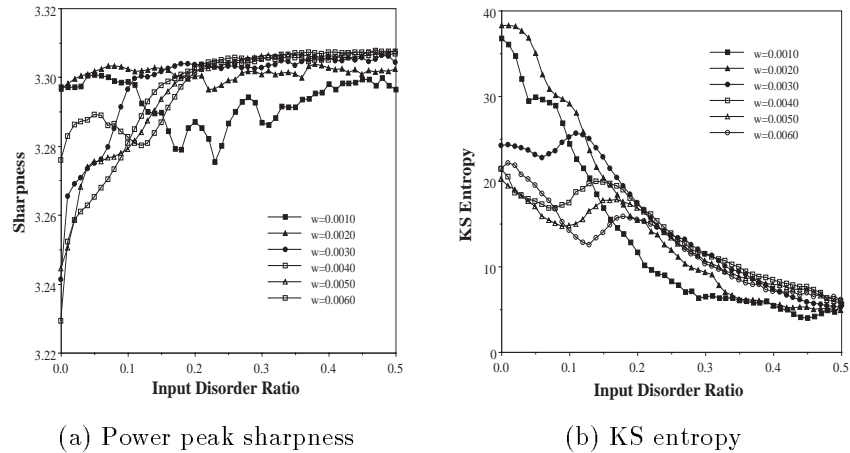 3.32
3.30
3.28
3.26
3.24
3.22
Sharpness
w=0.0010
w=0.0020
w=0.0030
w=0.0040
w=0.0050
w=0.0060
0.0 0.1 0.2 0.3 0.4 0.5
Input Disorder Ratio
(a) Power peak sharpness
40
30
20
10
0
KS Entropy
w=0.0010
w=0.0020
w=0.0030
w=0.0040
w=0.0050
w=0.0060
0.0 0.1 0.2 0.3 0.4 0.5
Input Disorder Ratio
(b) KS entropy